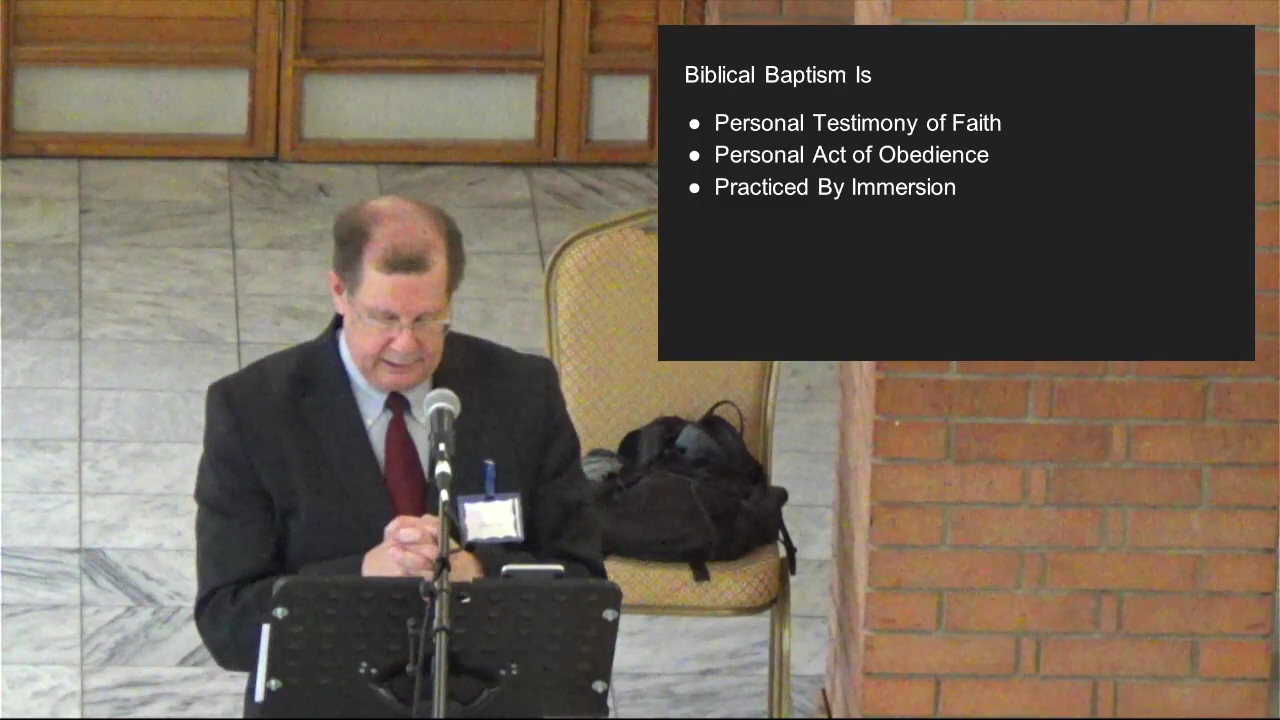 Biblical Baptism Is
● Personal Testimony of Faith
● Personal Act of Obedience
● Practiced By Immersion